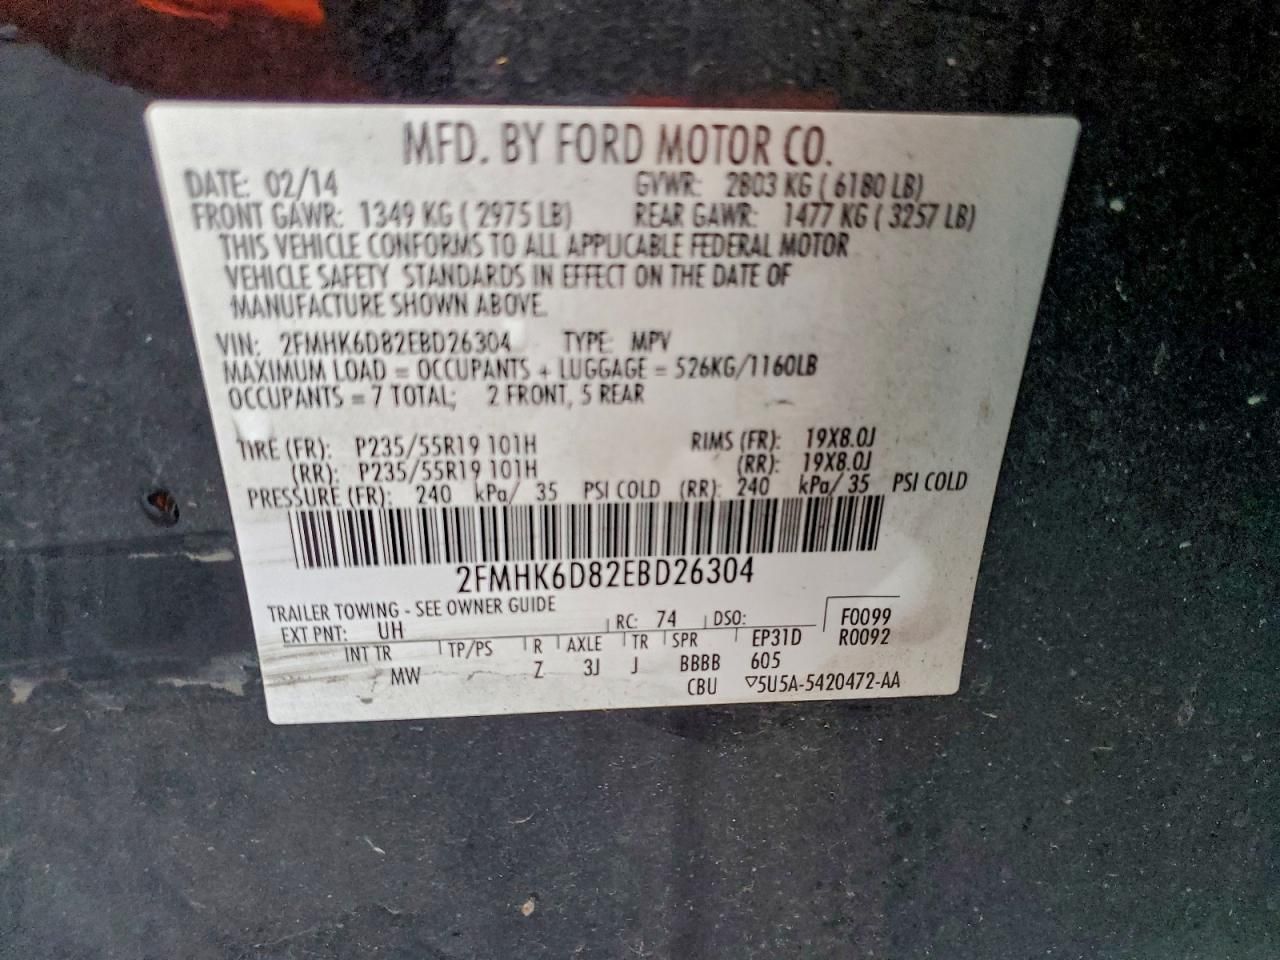 MFD. BY FORD MOTOR CO.
DATE: 02/14 GVWR: 2803 KG ( 6180 LB)
FRONT GAWR: 1349 KG ( 2975 LB) REAR GAWR: 1477 KG ( 3257 LB)
THIS VEHICLE CONFORMS TO ALL APPLICABLE FEDERAL MOTOR
VEHICLE SAFETY STANDARDS IN EFFECT ON THE DATE OF
MANUFACTURE SHOWN ABOVE.
VIN: 2FMHK6D82EBD26304 TYPE: MPV
MAXIMUM LOAD = OCCUPANTS + LUGGAGE = 526KG/1160LB
OCCUPANTS = 7 TOTAL; 2 FRONT, 5 REAR
TIRE (FR): P235/55R19 101H RIMS (FR): 19X8.0J
(RR): P235/55R19 101H (RR): 19X8.0J
PRESSURE (FR): 240 kPa/ 35 PSI COLD (RR): 240 kPa/ 35 PSI COLD
2FMHK6D82EBD26304
TRAILER TOWING - SEE OWNER GUIDE
EXT PNT: UH RC: 74 DSO: F0099
INT TR TP/PS R AXLE TR SPR EP31D R0092
MW Z 3J J BBBB 605
CBU ▽5U5A-5420472-AA